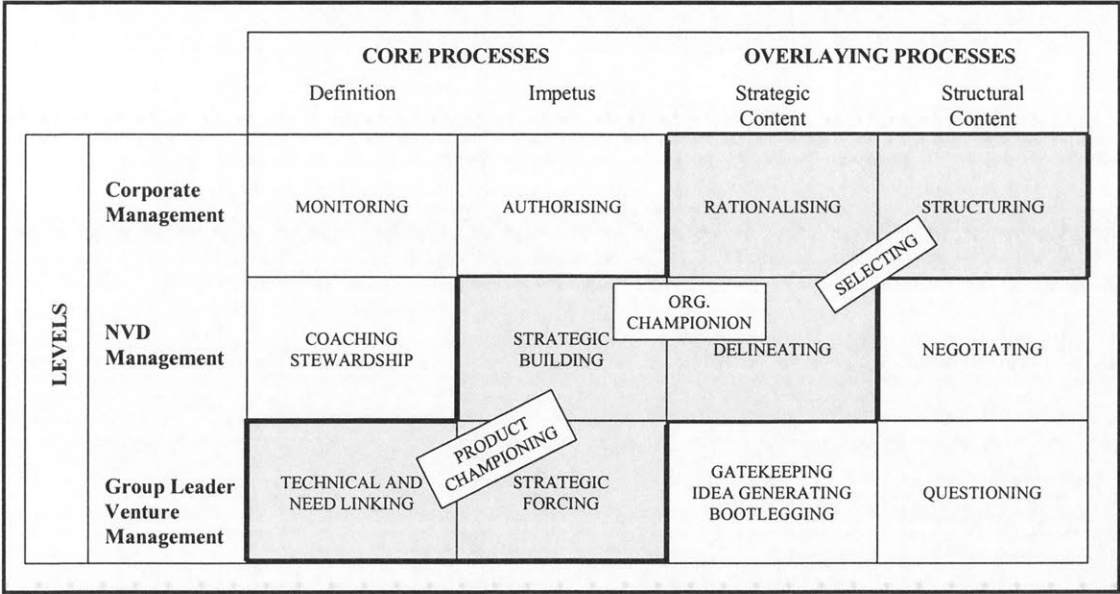 CORE PROCESSES
OVERLAYING PROCESSES
Definition
Impetus
Strategic
Content
Structural
Content
LEVELS
Corporate
Management
MONITORING
AUTHORISING
RATIONALISING
STRUCTURING
SELECTING
NVD
Management
COACHING
STEWARDSHIP
STRATEGIC
BUILDING
ORG.
CHAMPIONION
DELINEATING
NEGOTIATING
PRODUCT
CHAMPIONING
Group Leader
Venture
Management
TECHNICAL AND
NEED LINKING
STRATEGIC
FORCING
GATEKEEPING
IDEA GENERATING
BOOTLEGGING
QUESTIONING